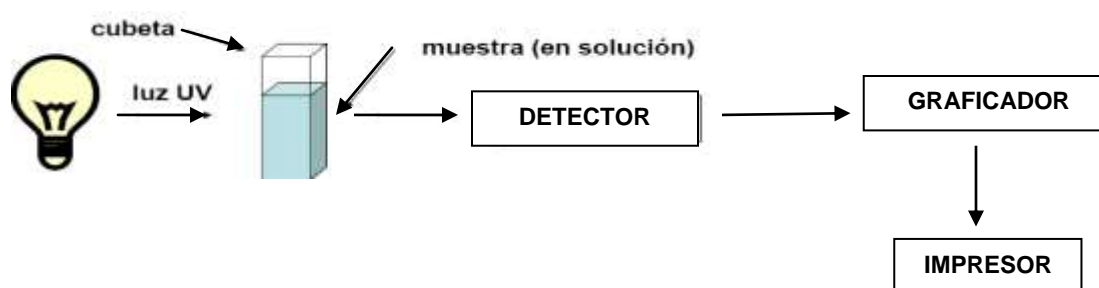 cubeta
muestra (en solución)
luz UV
DETECTOR
GRAFICADOR
IMPRESOR